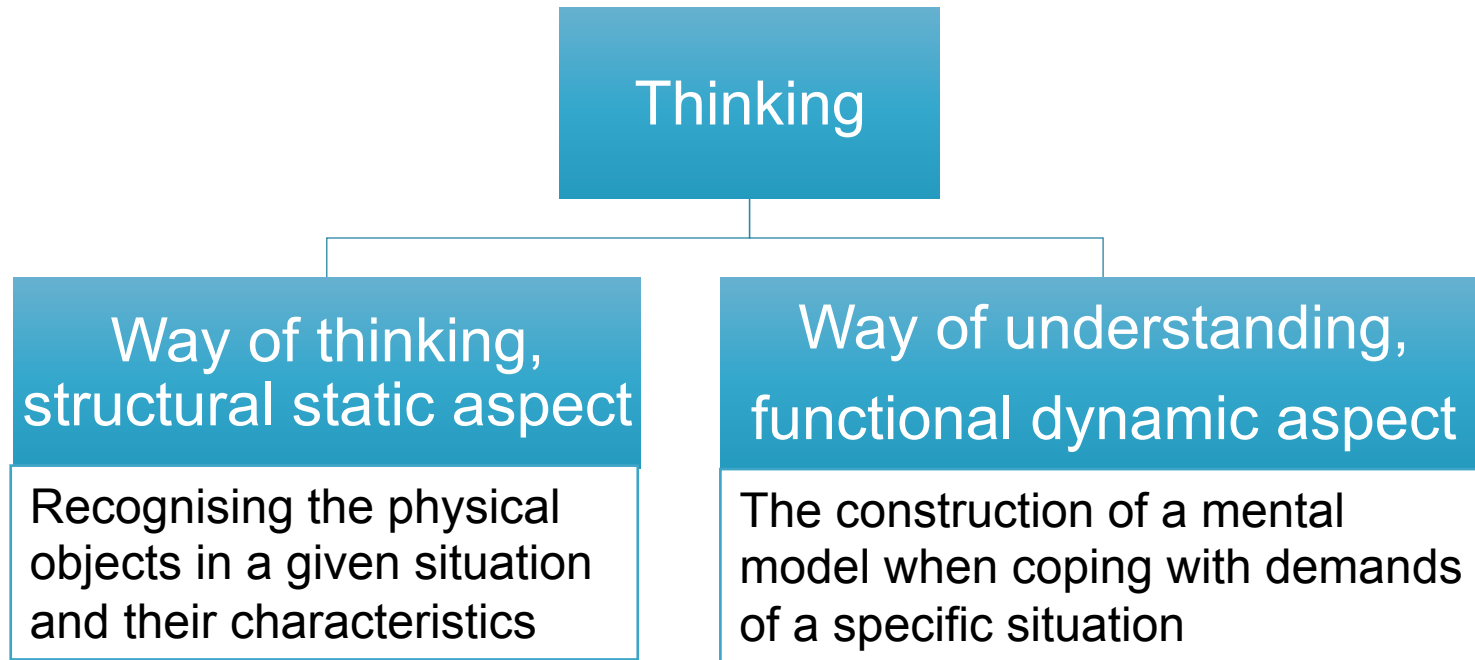 Thinking
Way of thinking,
structural static aspect
Recognising the physical
objects in a given situation
and their characteristics
Way of understanding,
functional dynamic aspect
The construction of a mental
model when coping with demands
of a specific situation